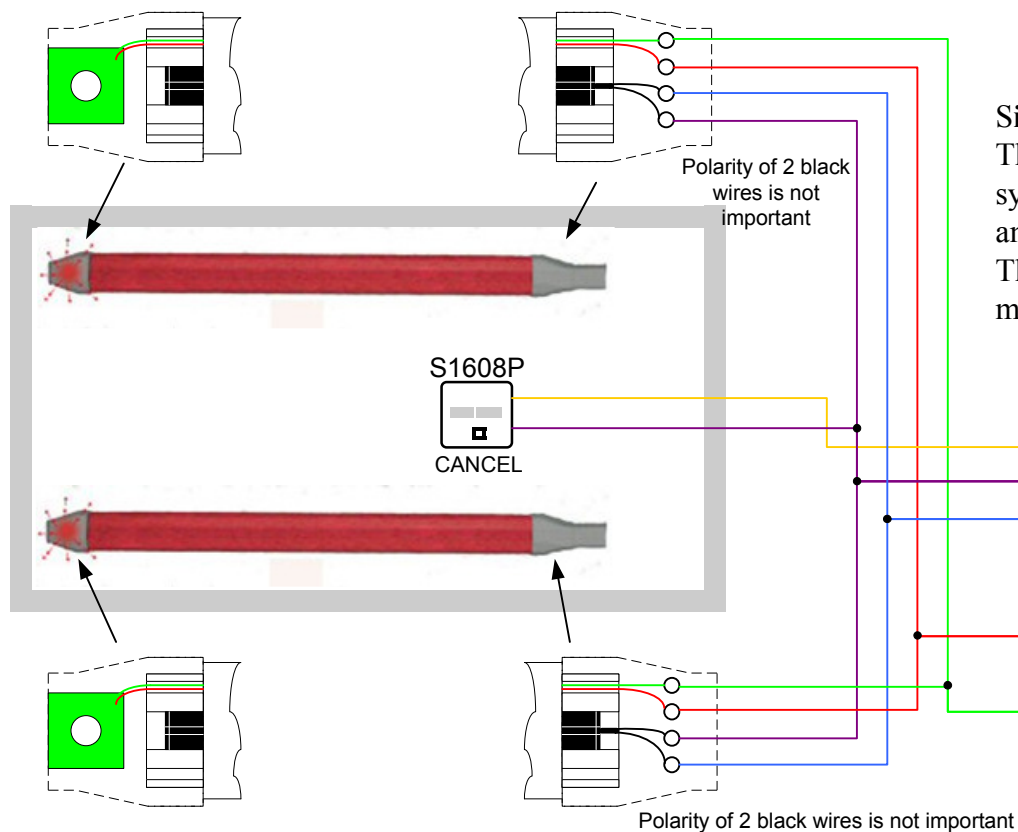 Polarity of 2 black
wires is not
important
S1608P
CANCEL
Polarity of 2 black wires is not important